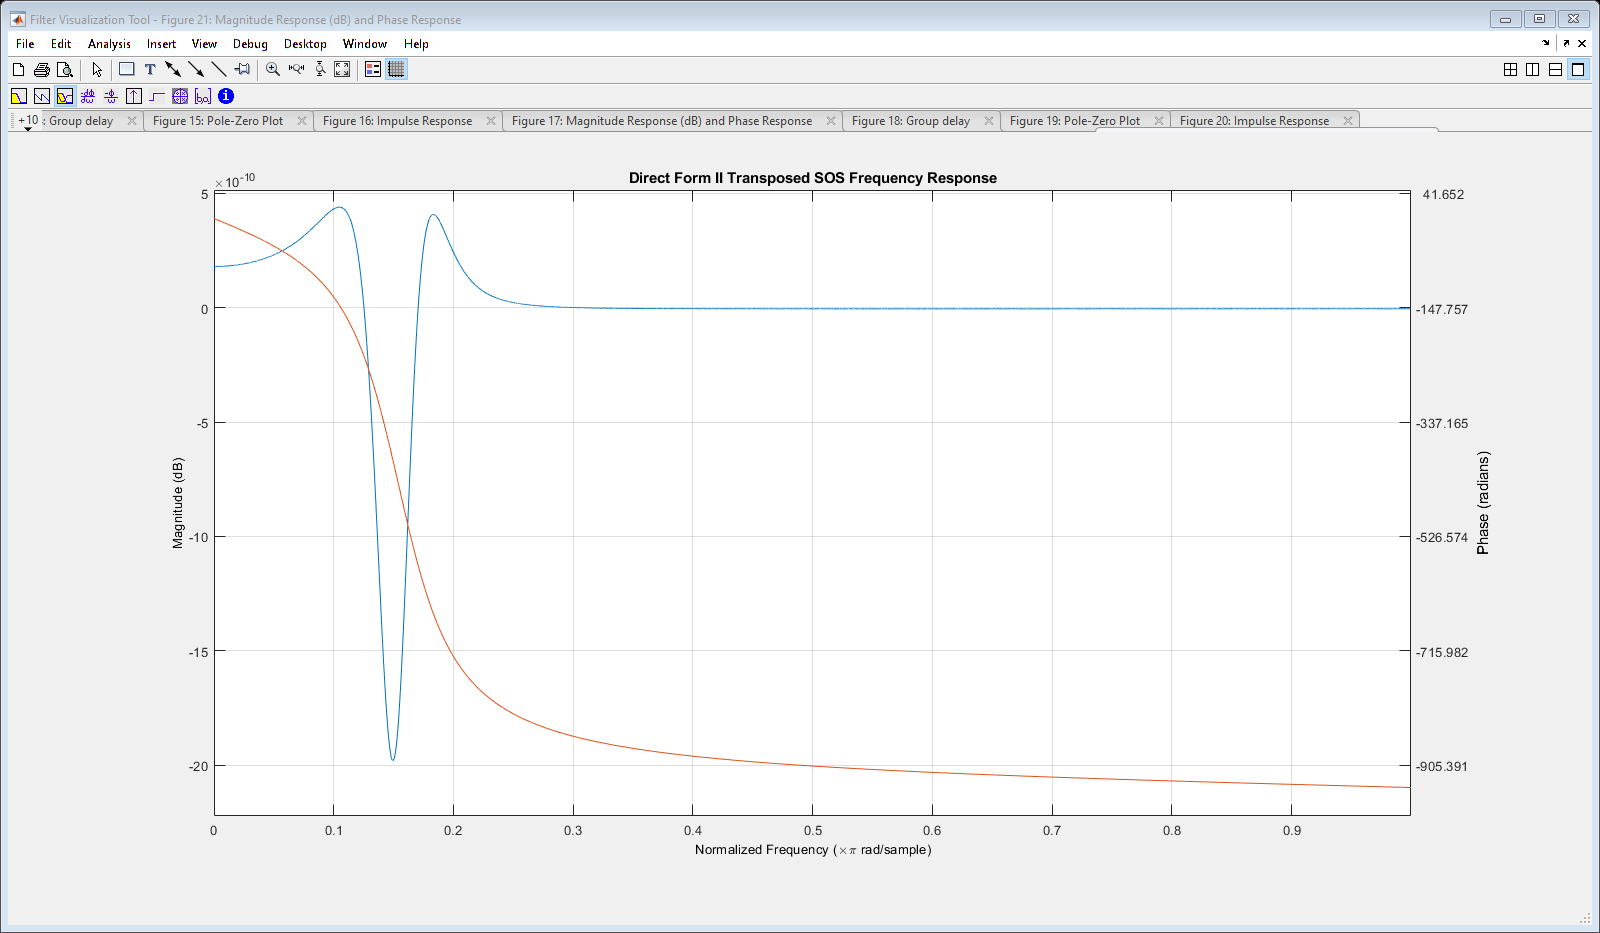 Filter Visualization Tool - Figure 21: Magnitude Response (dB) and Phase Response
File Edit Analysis Insert View Debug Desktop Window Help
+10 : Group delay Figure 15: Pole-Zero Plot Figure 16: Impulse Response Figure 17: Magnitude Response (dB) and Phase Response Figure 18: Group delay Figure 19: Pole-Zero Plot Figure 20: Impulse Response
Direct Form II Transposed SOS Frequency Response
×10^-10
5
0
-5
-10
-15
-20
Magnitude (dB)
41.652
-147.757
-337.165
-526.574
-715.982
-905.391
Phase (radians)
0 0.1 0.2 0.3 0.4 0.5 0.6 0.7 0.8 0.9
Normalized Frequency (×π rad/sample)